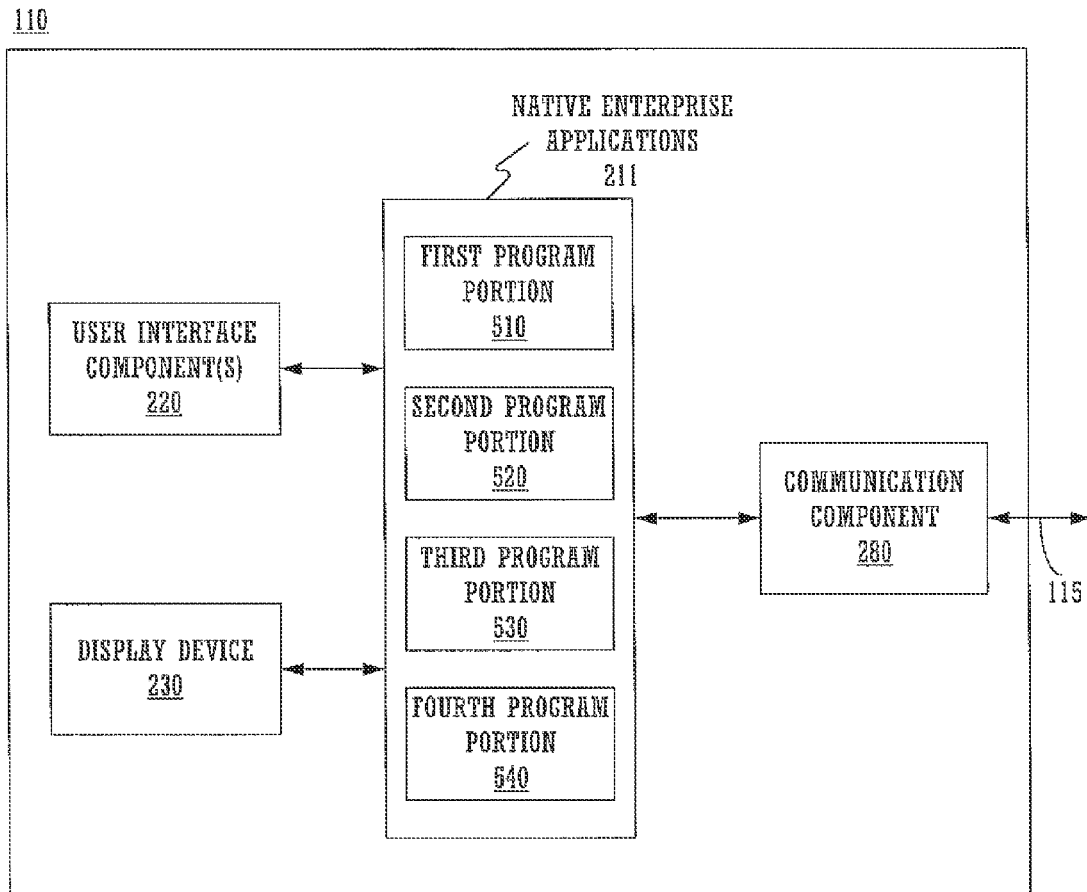 110
NATIVE ENTERPRISE
APPLICATIONS
211
FIRST PROGRAM
PORTION
510
USER INTERFACE
COMPONENT(S)
220
SECOND PROGRAM
PORTION
520
COMMUNICATION
COMPONENT
280
115
THIRD PROGRAM
PORTION
530
DISPLAY DEVICE
230
FOURTH PROGRAM
PORTION
540